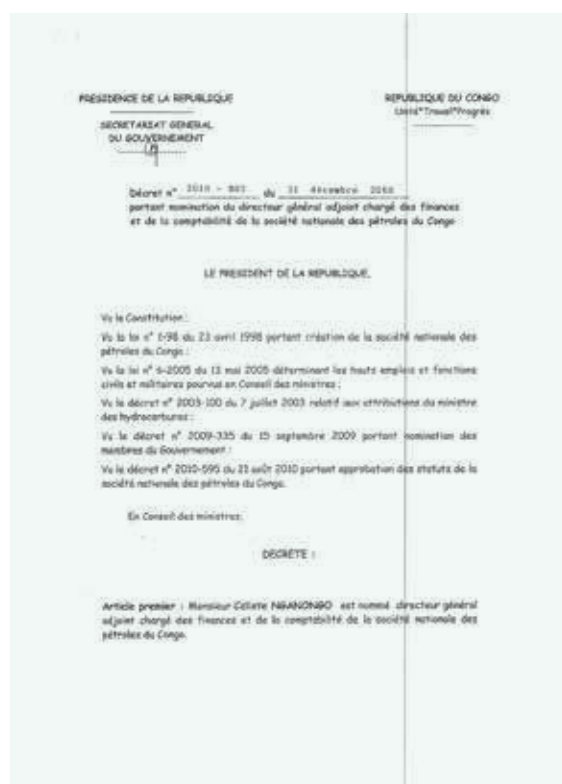 PRESIDENCE DE LA REPUBLIQUE
REPUBLIQUE DU CONGO
Unité*Travail*Progrès
SECRETARIAT GENERAL
DU GOUVERNEMENT
Décret n° 2010 - du 31 décembre 2010
portant nomination du directeur général adjoint chargé des finances
et de la comptabilité de la société nationale des pétroles du Congo
LE PRESIDENT DE LA REPUBLIQUE,
Vu la Constitution ;
Vu la loi n° 1-98 du 23 avril 1998 portant création de la société nationale des
pétroles du Congo ;
Vu la loi n° 6-2005 du 13 mai 2005 déterminant les hauts emplois et fonctions
civils et militaires pourvus en Conseil des ministres ;
Vu le décret n° 2003-100 du 7 juillet 2003 relatif aux attributions du ministre
des hydrocarbures ;
Vu le décret n° 2009-335 du 15 septembre 2009 portant nomination des
membres du Gouvernement ;
Vu le décret n° 2010-595 du 21 août 2010 portant approbation des statuts de la
société nationale des pétroles du Congo.
En Conseil des ministres,
DECRETE :
Article premier : Monsieur NGANONGO est nommé directeur général
adjoint chargé des finances et de la comptabilité de la société nationale des
pétroles du Congo.